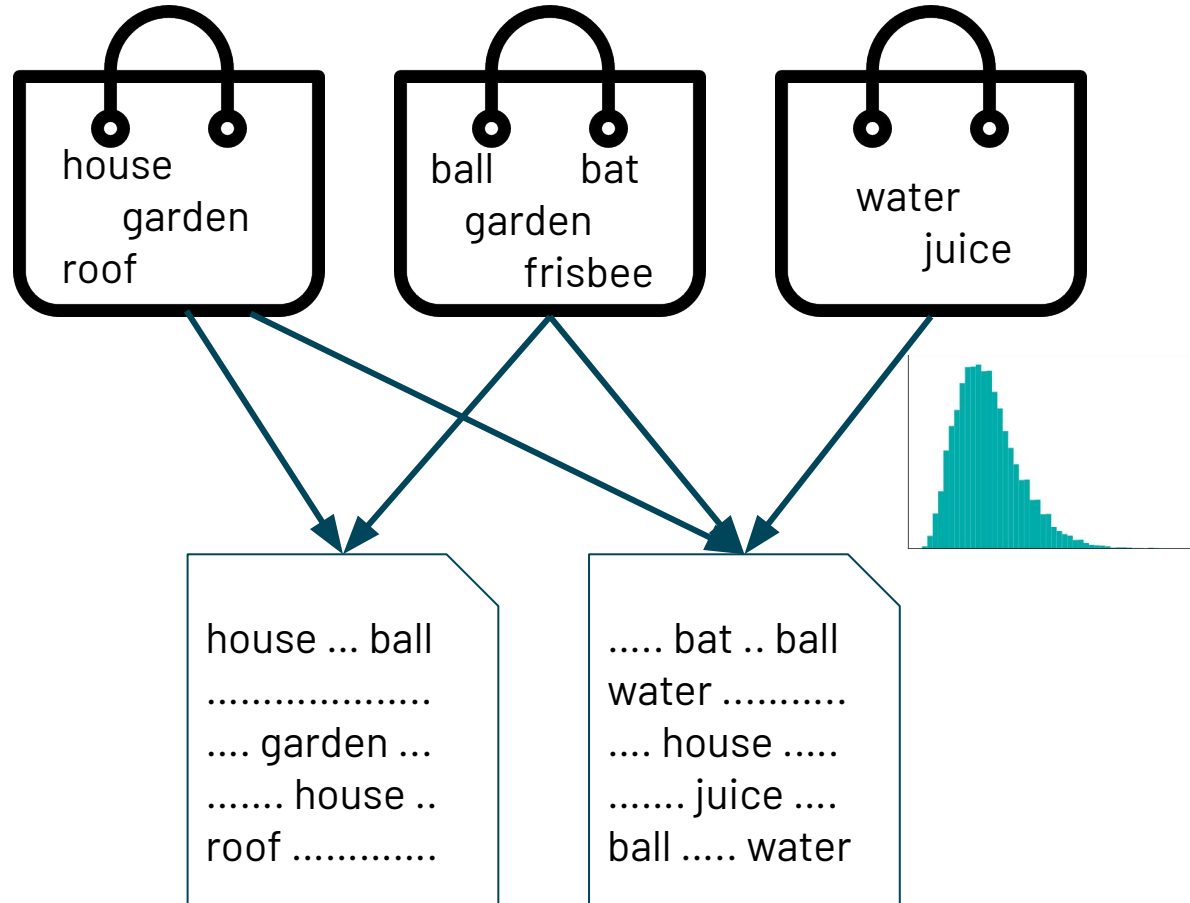 house
garden
roof
ball bat
garden
frisbee
water
juice
house ... ball
....................
.... garden ...
....... house ..
roof .............
..... bat .. ball
water ...........
.... house .....
....... juice ....
ball ..... water